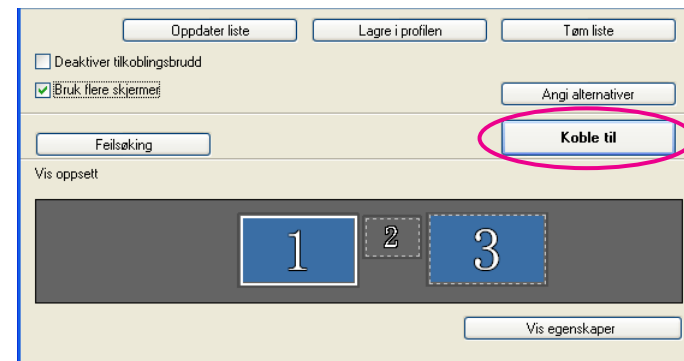 Oppdater liste Lagre i profilen Tøm liste
Deaktiver tilkoblingsbrudd
Bruk flere skjermer Angi alternativer
Feilsøking Koble til
Vis oppsett
1 2 3
Vis egenskaper